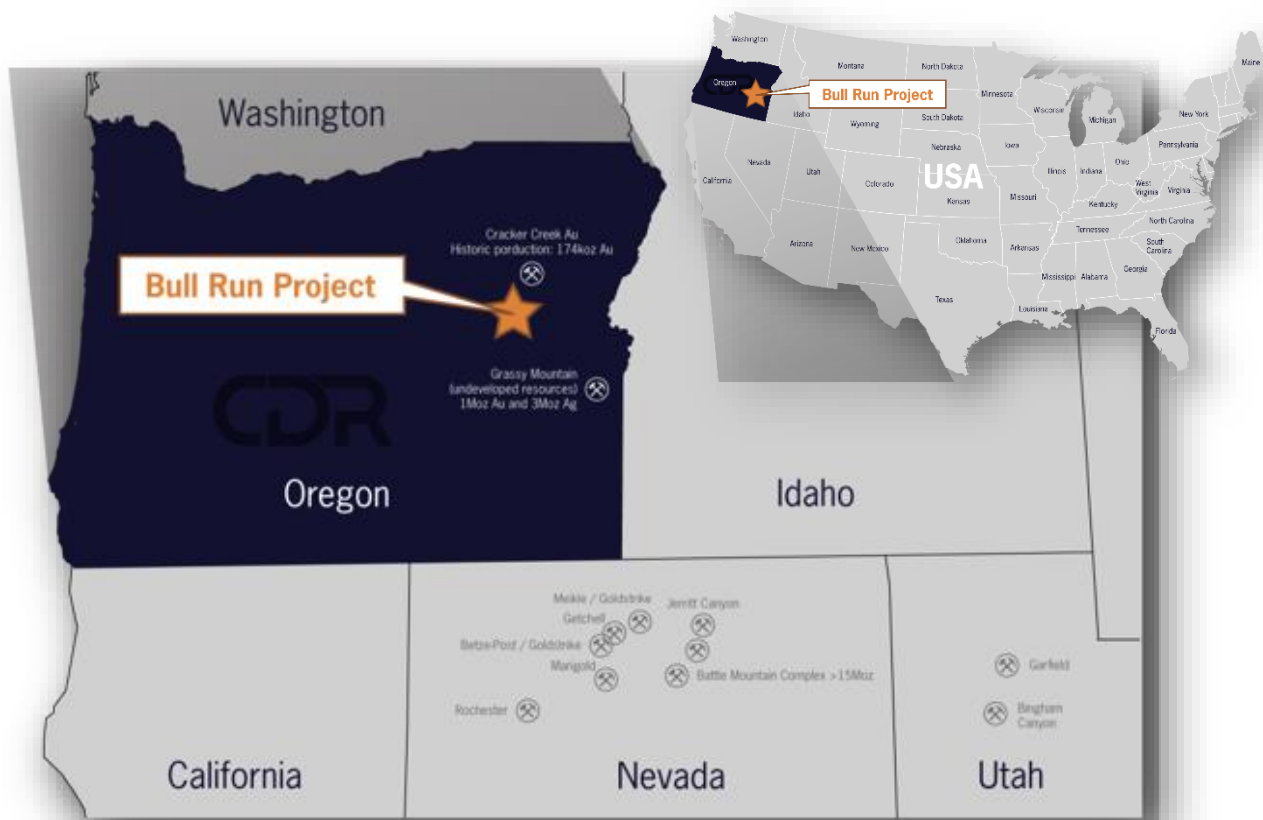 Washington
Cracker Creek Au
Historic porduction: 174koz Au
Bull Run Project
Grassy Mountain
(undeveloped resources)
1Moz Au and 3Moz Ag
CDR
Oregon
Idaho
Meikle / Goldstrike
Jerritt Canyon
Getchell
Betze-Post / Goldstrike
Marigold
Battle Mountain Complex >15Moz
Rochester
Garfield
Bingham
Canyon
California
Nevada
Utah
Washington
Montana
North Dakota
Minnesota
Maine
Oregon
CDR
Bull Run Project
Idaho
Wyoming
South Dakota
Wisconsin
Michigan
New York
Nebraska
Iowa
Pennsylvania
Nevada
Utah
Colorado
USA
Kansas
Illinois
Indiana
Ohio
California
Missouri
West
Virginia
Virginia
Kentucky
North Carolina
Tennessee
Arizona
New Mexico
Oklahoma
Arkansas
South
Carolina
Mississippi
Alabama
Georgia
Texas
Louisiana
Florida